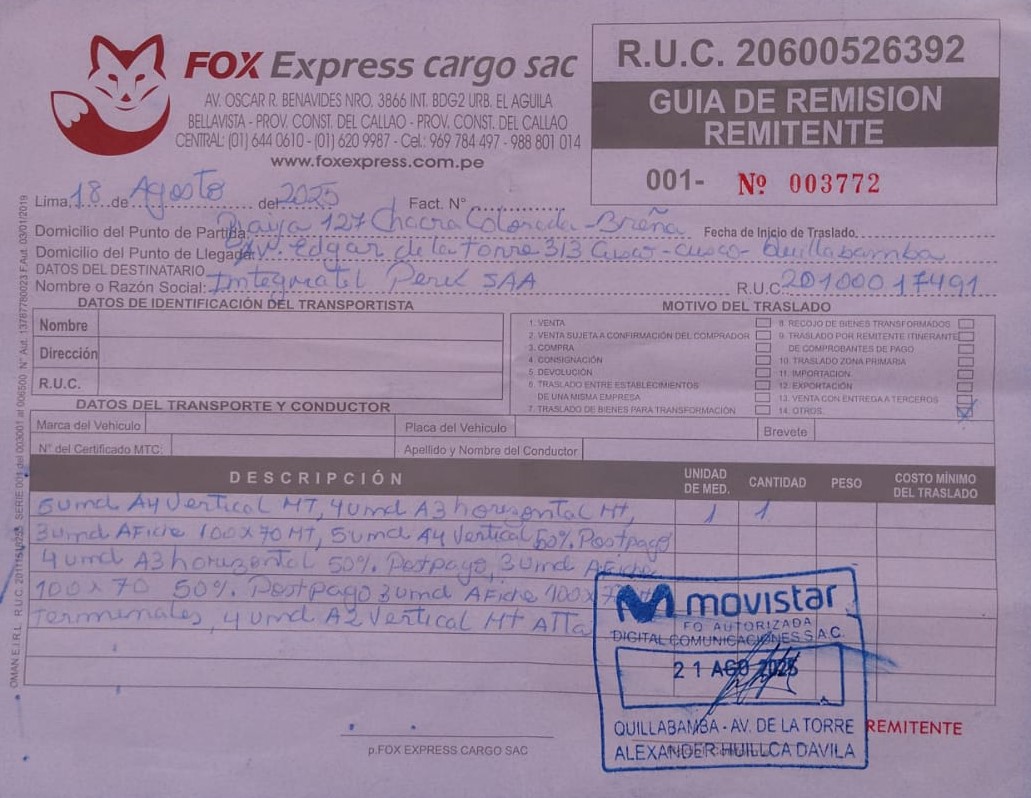 FOX Express cargo sac
AV. OSCAR R. BENAVIDES NRO. 3866 INT. BDG2 URB. EL AGUILA
BELLAVISTA - PROV. CONST. DEL CALLAO - PROV. CONST. DEL CALLAO
CENTRAL: (01) 644 0610 - (01) 620 9987 - Cel.: 969 784 497 - 988 801 014
www.foxexpress.com.pe
R.U.C. 20600526392
GUIA DE REMISION
REMITENTE
001- Nº 003772
Lima, 18 de Agosto del 2025 Fact. N°
Domicilio del Punto de Partida: 127 Chacra Colorada - Breña Fecha de Inicio de Traslado
Domicilio del Punto de Llegada: Av. Edgar de la Torre 313 Cusco - Cusco - Quillabamba
DATOS DEL DESTINATARIO
Nombre o Razón Social: Integratel Perú SAA R.U.C. 20100017491
DATOS DE IDENTIFICACIÓN DEL TRANSPORTISTA
Nombre
Dirección
R.U.C.
MOTIVO DEL TRASLADO
1. VENTA
2. VENTA SUJETA A CONFIRMACIÓN DEL COMPRADOR
3. COMPRA
4. CONSIGNACIÓN
5. DEVOLUCIÓN
6. TRASLADO ENTRE ESTABLECIMIENTOS
DE UNA MISMA EMPRESA
7. TRASLADO DE BIENES PARA TRANSFORMACIÓN
8. RECOJO DE BIENES TRANSFORMADOS
9. TRASLADO POR REMITENTE ITINERANTE
DE COMPROBANTES DE PAGO
10. TRASLADO ZONA PRIMARIA
11. IMPORTACIÓN
12. EXPORTACIÓN
13. VENTA CON ENTREGA A TERCEROS
14. OTROS
DATOS DEL TRANSPORTE Y CONDUCTOR
Marca del Vehículo Placa del Vehículo Brevete
N° del Certificado MTC: Apellido y Nombre del Conductor
DESCRIPCIÓN UNIDAD DE MED. CANTIDAD PESO COSTO MÍNIMO DEL TRASLADO
5 umd A4 Vertical MT, 4 umd A3 horizontal Mt, 1 1
3 umd AFiche 100x70 MT, 5 umd A4 Vertical 50% Postpago
4 umd A3 horizontal 50% Postpago, 3 umd AFiche
100x70 50% Postpago 3 umd AFiche 100x7
Terminales, 4 umd A2 Vertical Mt ATTa
movistar
FQ AUTORIZADA
DIGITAL COMUNICACIONES S.A.C.
21 AGO 2025
QUILLABAMBA - AV. DE LA TORRE
ALEXANDER HUILLCA DAVILA
REMITENTE
p.FOX EXPRESS CARGO SAC